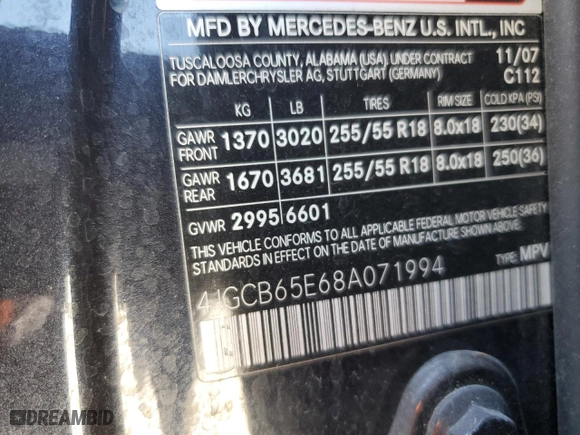 MFD BY MERCEDES-BENZ U.S. INTL., INC
TUSCALOOSA COUNTY, ALABAMA (USA). UNDER CONTRACT 11/07
FOR DAIMLERCHRYSLER AG, STUTTGART (GERMANY) C112
KG LB TIRES RIM SIZE COLD KPA (PSI)
GAWR FRONT 1370 3020 255/55 R18 8.0x18 230(34)
GAWR REAR 1670 3681 255/55 R18 8.0x18 250(36)
GVWR 2995 6601
THIS VEHICLE CONFORMS TO ALL APPLICABLE FEDERAL MOTOR VEHICLE SAFETY
IN EFFECT ON THE DATE OF MANUFACTURE SHOWN ABOVE.
4JGCB65E68A071994 TYPE: MPV
DREAMBID